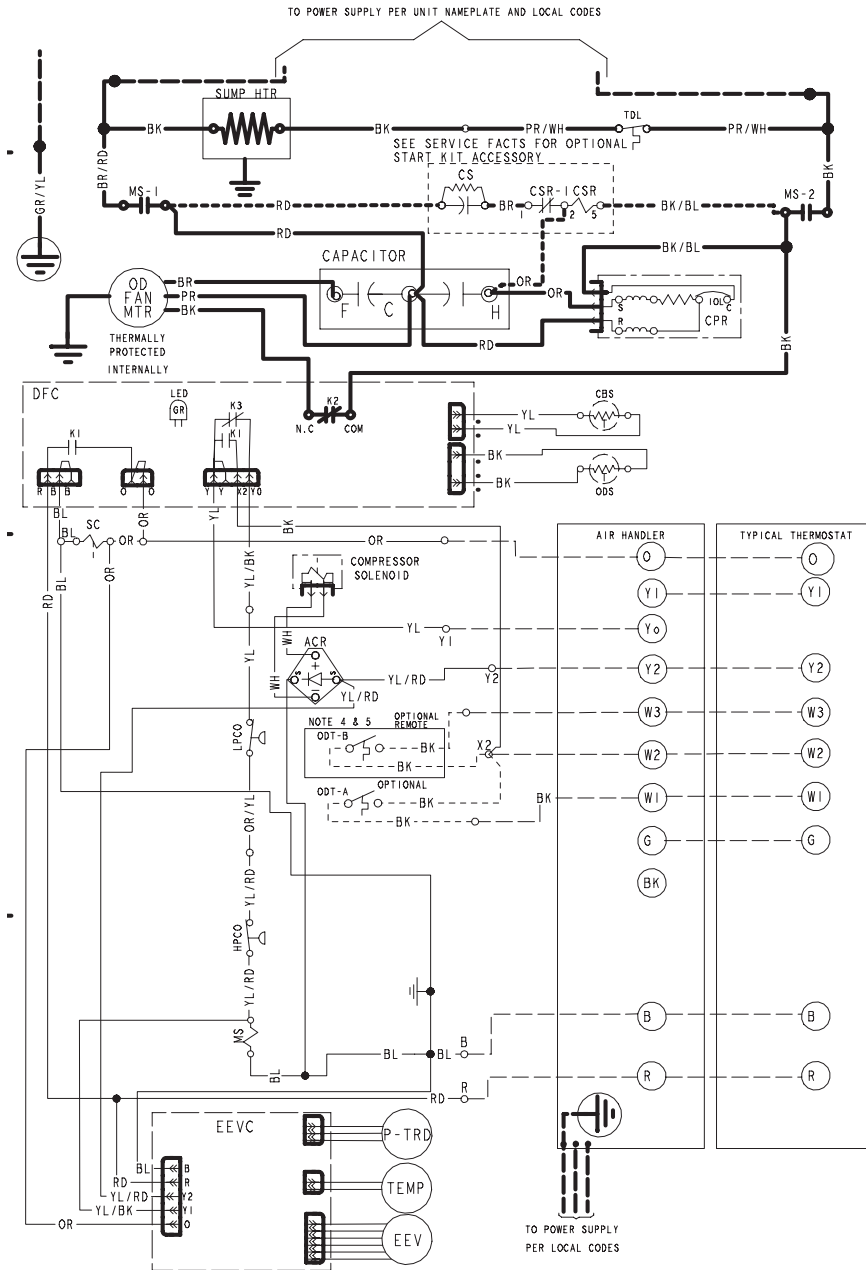 TO POWER SUPPLY PER UNIT NAMEPLATE AND LOCAL CODES
SUMP HTR
BK
BK
PR/WH
TDL
PR/WH
SEE SERVICE FACTS FOR OPTIONAL
START KIT ACCESSORY
GR/YL
BR/RD
BK
MS-1
RD
CS
BR
CSR-1
CSR
1
2
5
BK/BL
MS-2
RD
BK/BL
CAPACITOR
OR
OR
F
C
H
OD
FAN
MTR
BR
PR
BK
S
R
IOL
C
CPR
RD
BK
THERMALLY
PROTECTED
INTERNALLY
DFC
LED
GR
K3
K1
K1
K2
N.C
COM
YL
YL
CBS
BK
BK
ODS
R
B
B
O
O
Y
Y
X2
YO
BL
BL
SC
OR
OR
OR
OR
YL
BK
YL/BK
RD
BL
COMPRESSOR
SOLENOID
AIR HANDLER
TYPICAL THERMOSTAT
O
O
Y1
Y1
YL
Y1
Yo
YL
WH
WH
ACR
+
S
S
−
YL/RD
YL/RD
Y2
Y2
Y2
NOTE 4 & 5
OPTIONAL
REMOTE
ODT-B
BK
BK
X2
W3
W3
W2
W2
LPCO
ODT-A
OPTIONAL
BK
BK
BK
W1
W1
OR/YL
G
G
YL/RD
BK
HPCO
YL/RD
MS
BL
BL
BL
B
B
B
RD
R
R
R
EEVC
P-TRD
TEMP
EEV
BL
B
RD
R
YL/RD
Y2
YL/BK
Y1
OR
O
TO POWER SUPPLY
PER LOCAL CODES